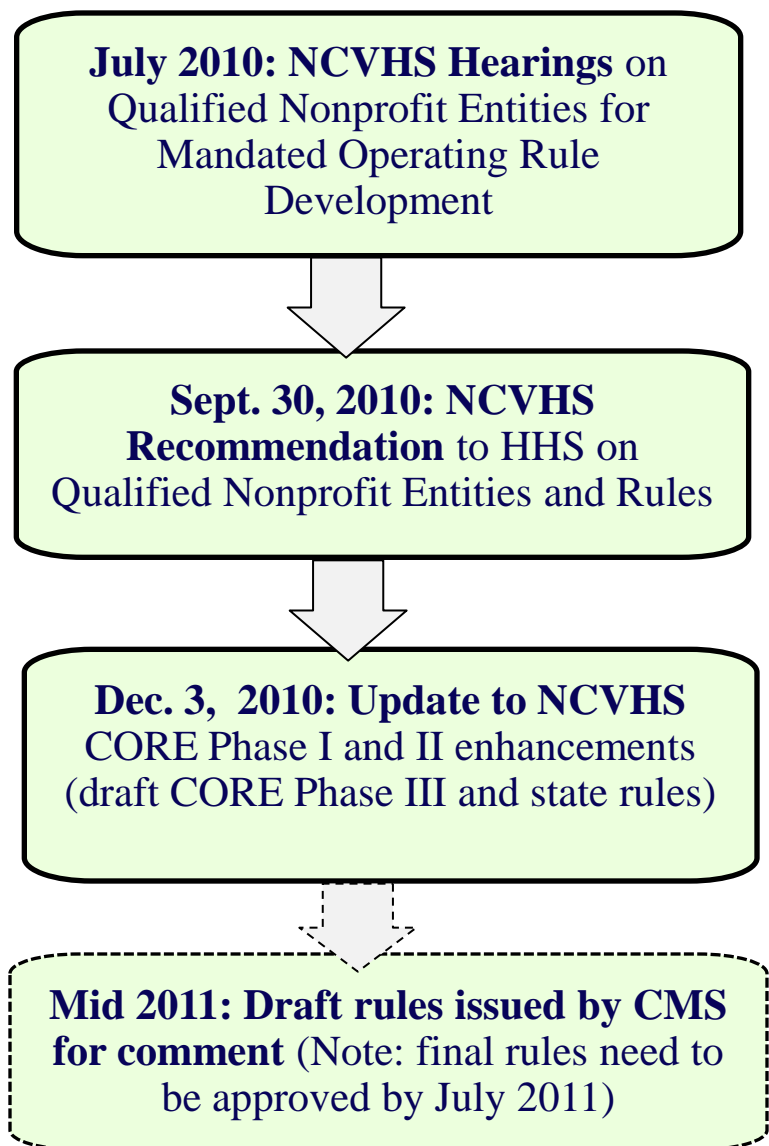 July 2010: NCVHS Hearings on
Qualified Nonprofit Entities for
Mandated Operating Rule
Development
Sept. 30, 2010: NCVHS
Recommendation to HHS on
Qualified Nonprofit Entities and Rules
Dec. 3,  2010: Update to NCVHS
CORE Phase I and II enhancements
(draft CORE Phase III and state rules)
Mid 2011: Draft rules issued by CMS
for comment (Note: final rules need to
be approved by July 2011)